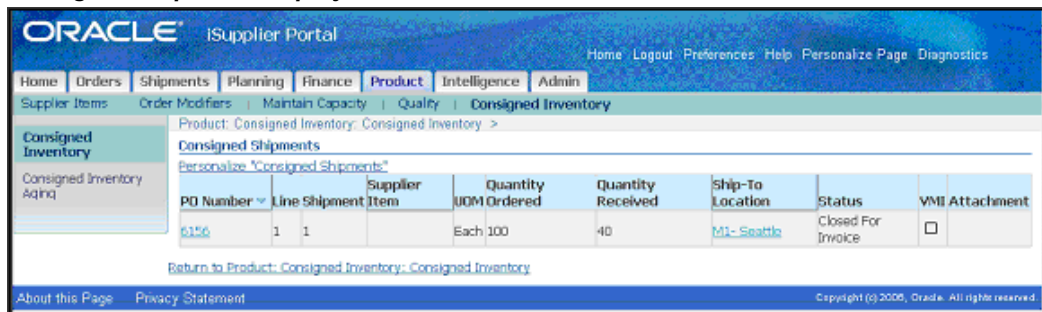 ORACLE iSupplier Portal
Home Logout Preferences Help Personalize Page Diagnostics
Home Orders Shipments Planning Finance Product Intelligence Admin
Supplier Items Order Modifiers | Maintain Capacity | Quality | Consigned Inventory
Product: Consigned Inventory: Consigned Inventory >
Consigned Inventory
Consigned Inventory Aging
Consigned Shipments
Personalize "Consigned Shipments"
PO Number Line Shipment Supplier Item UOM Quantity Ordered Quantity Received Ship-To Location Status VMI Attachment
6156 1 1 Each 100 40 M1- Seattle Closed For Invoice
Return to Product: Consigned Inventory: Consigned Inventory
About this Page Privacy Statement Copyright (c) 2006, Oracle. All rights reserved.